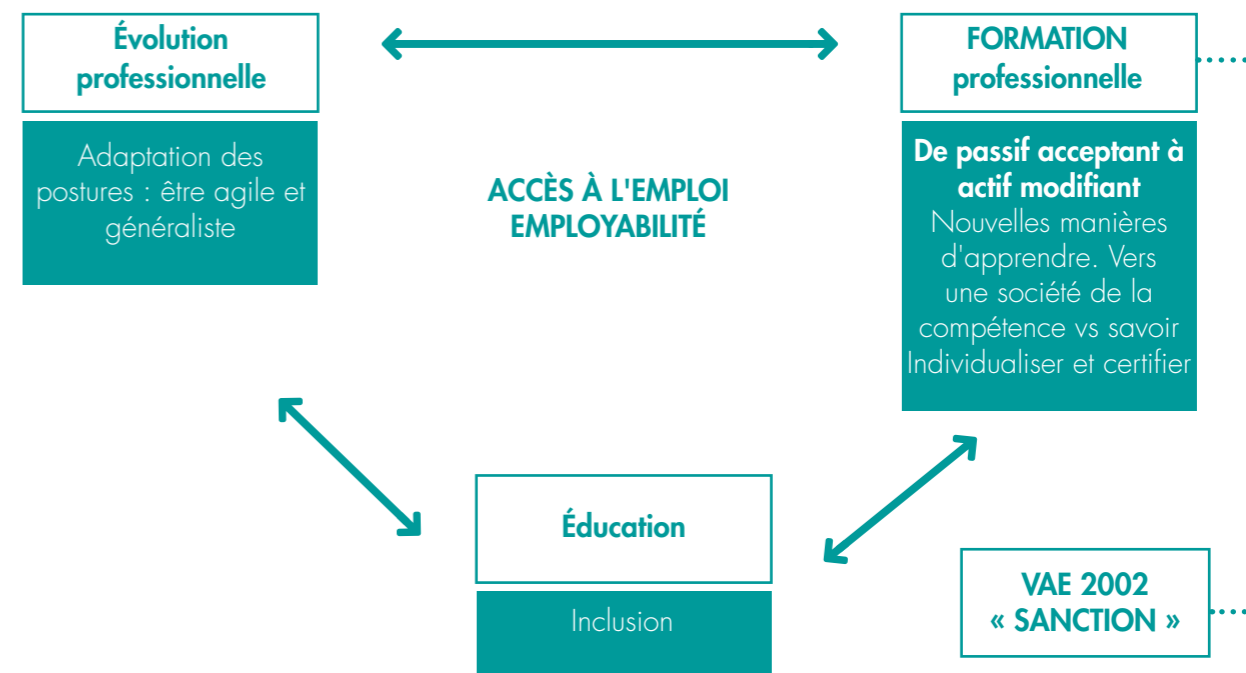 Évolution
professionnelle
Adaptation des
postures : être agile et
généraliste
ACCÈS À L'EMPLOI
EMPLOYABILITÉ
FORMATION
professionnelle
De passif acceptant à
actif modifiant
Nouvelles manières
d'apprendre. Vers
une société de la
compétence vs savoir
Individualiser et certifier
Éducation
Inclusion
VAE 2002
« SANCTION »